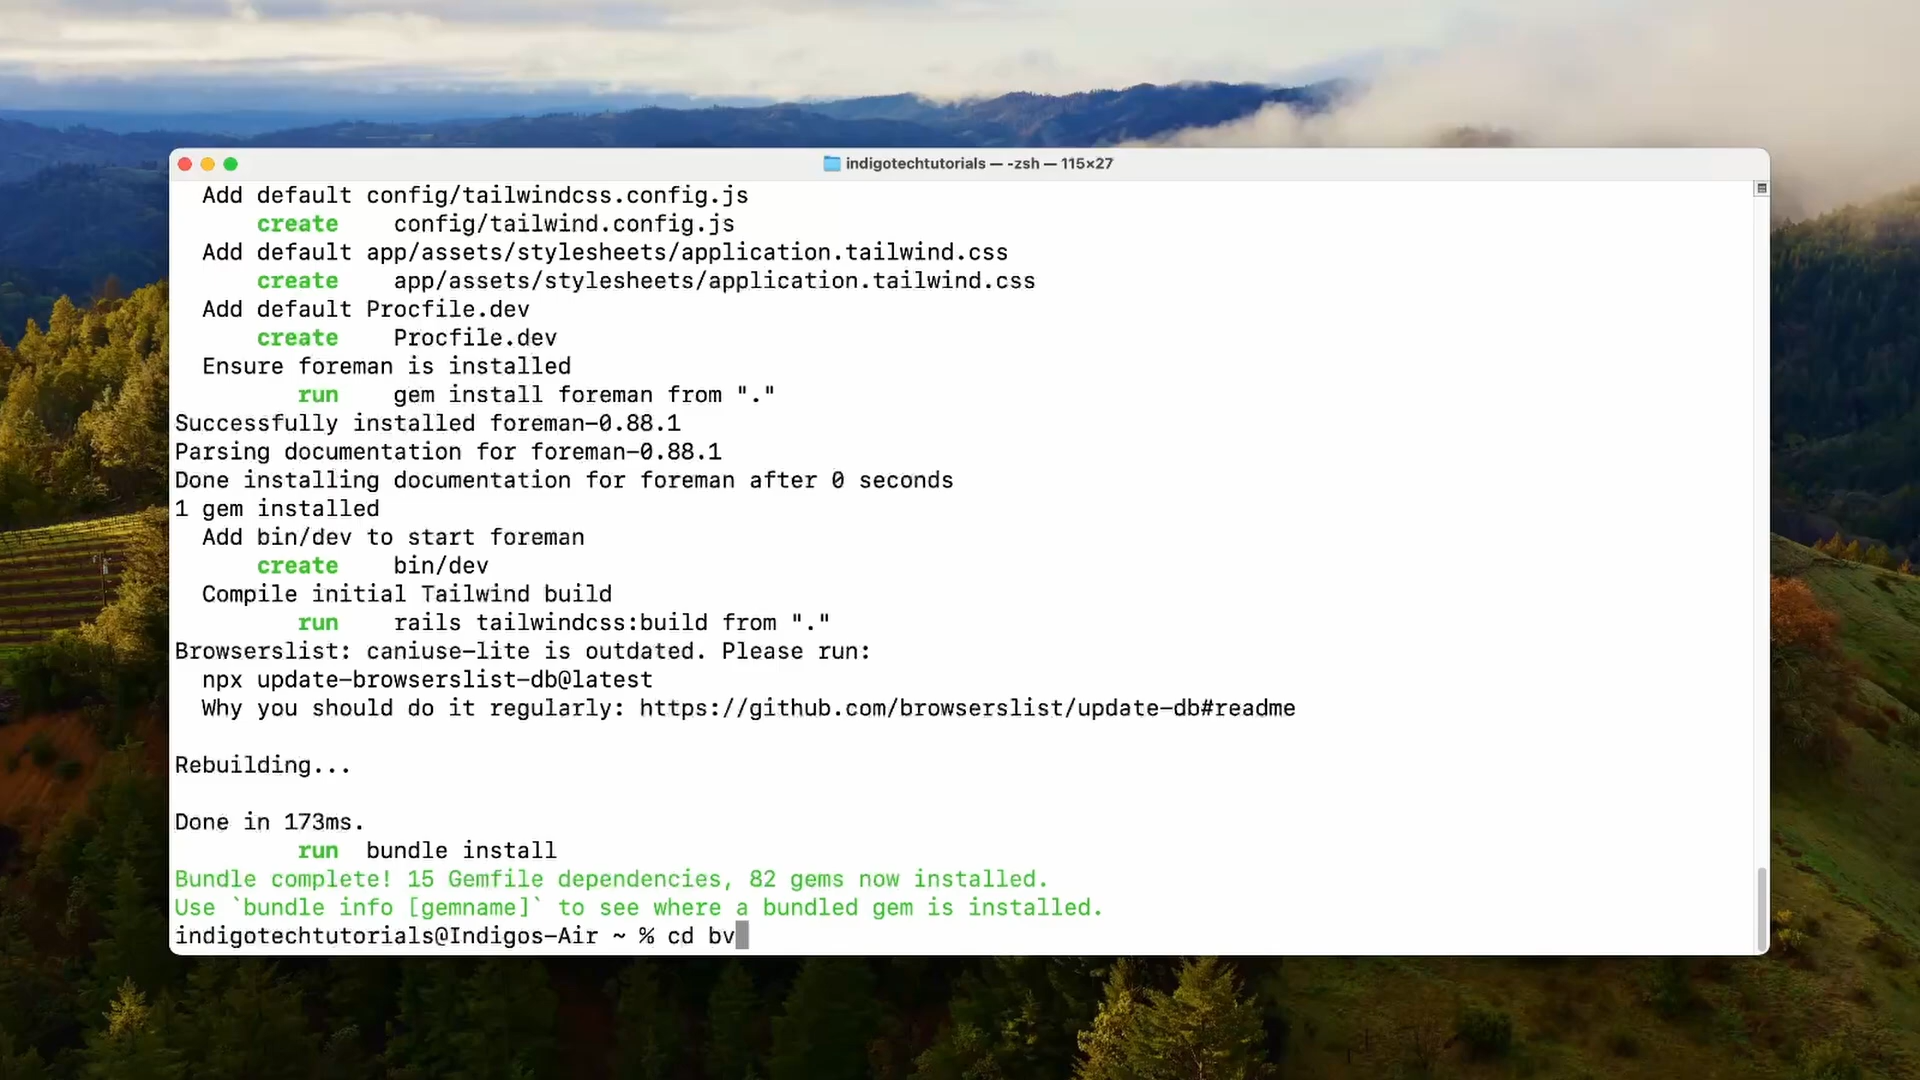 indigotechtutorials — -zsh — 115×27
Add default config/tailwindcss.config.js
create config/tailwind.config.js
Add default app/assets/stylesheets/application.tailwind.css
create app/assets/stylesheets/application.tailwind.css
Add default Procfile.dev
create Procfile.dev
Ensure foreman is installed
run gem install foreman from "."
Successfully installed foreman-0.88.1
Parsing documentation for foreman-0.88.1
Done installing documentation for foreman after 0 seconds
1 gem installed
Add bin/dev to start foreman
create bin/dev
Compile initial Tailwind build
run rails tailwindcss:build from "."
Browserslist: caniuse-lite is outdated. Please run:
npx update-browserslist-db@latest
Why you should do it regularly: https://github.com/browserslist/update-db#readme
Rebuilding...
Done in 173ms.
run bundle install
Bundle complete! 15 Gemfile dependencies, 82 gems now installed.
Use `bundle info [gemname]` to see where a bundled gem is installed.
indigotechtutorials@Indigos-Air ~ % cd bv